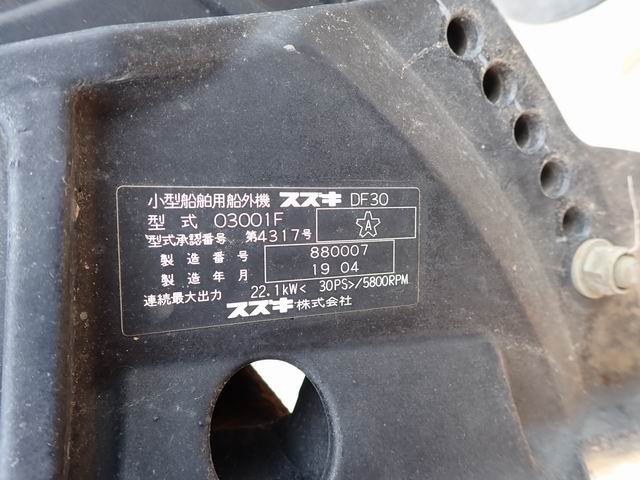 小型船舶用船外機 スズキ DF30
型式 03001F
A
型式承認番号 第4317号
製造番号 880007
製造年月 19 04
連続最大出力 22.1kW< 30PS>/5800RPM
スズキ株式会社